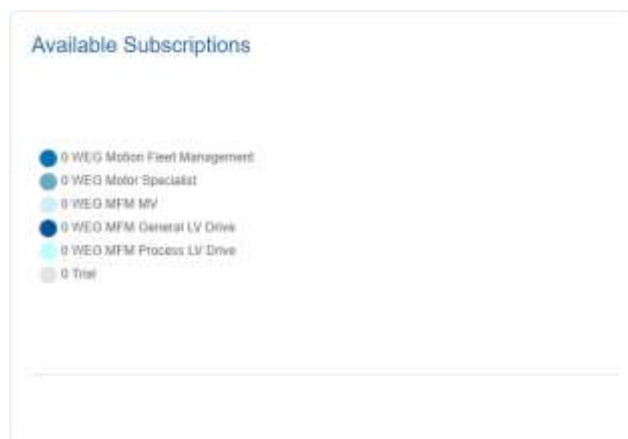 Available Subscriptions
0 WEG Motion Fleet Management
0 WEG Motor Specialist
0 WEG MFM MV
0 WEG MFM General LV Drive
0 WEG MFM Process LV Drive
0 Trial